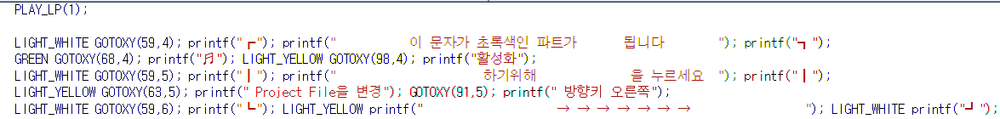 PLAY_LP(1);
LIGHT_WHITE GOTOXY(59,4); printf("┏"); printf("          이 문자가 초록색인 파트가      됩니다       "); printf("┓");
GREEN GOTOXY(68,4); printf("♬"); LIGHT_YELLOW GOTOXY(98,4); printf("활성화");
LIGHT_WHITE GOTOXY(59,5); printf("┃"); printf("                    하기위해             을 누르세요  "); printf("┃");
LIGHT_YELLOW GOTOXY(63,5); printf(" Project File을 변경"); GOTOXY(91,5); printf(" 방향키 오른쪽");
LIGHT_WHITE GOTOXY(59,6); printf("┗"); LIGHT_YELLOW printf("                  → → → → → → →                "); LIGHT_WHITE printf("┛");